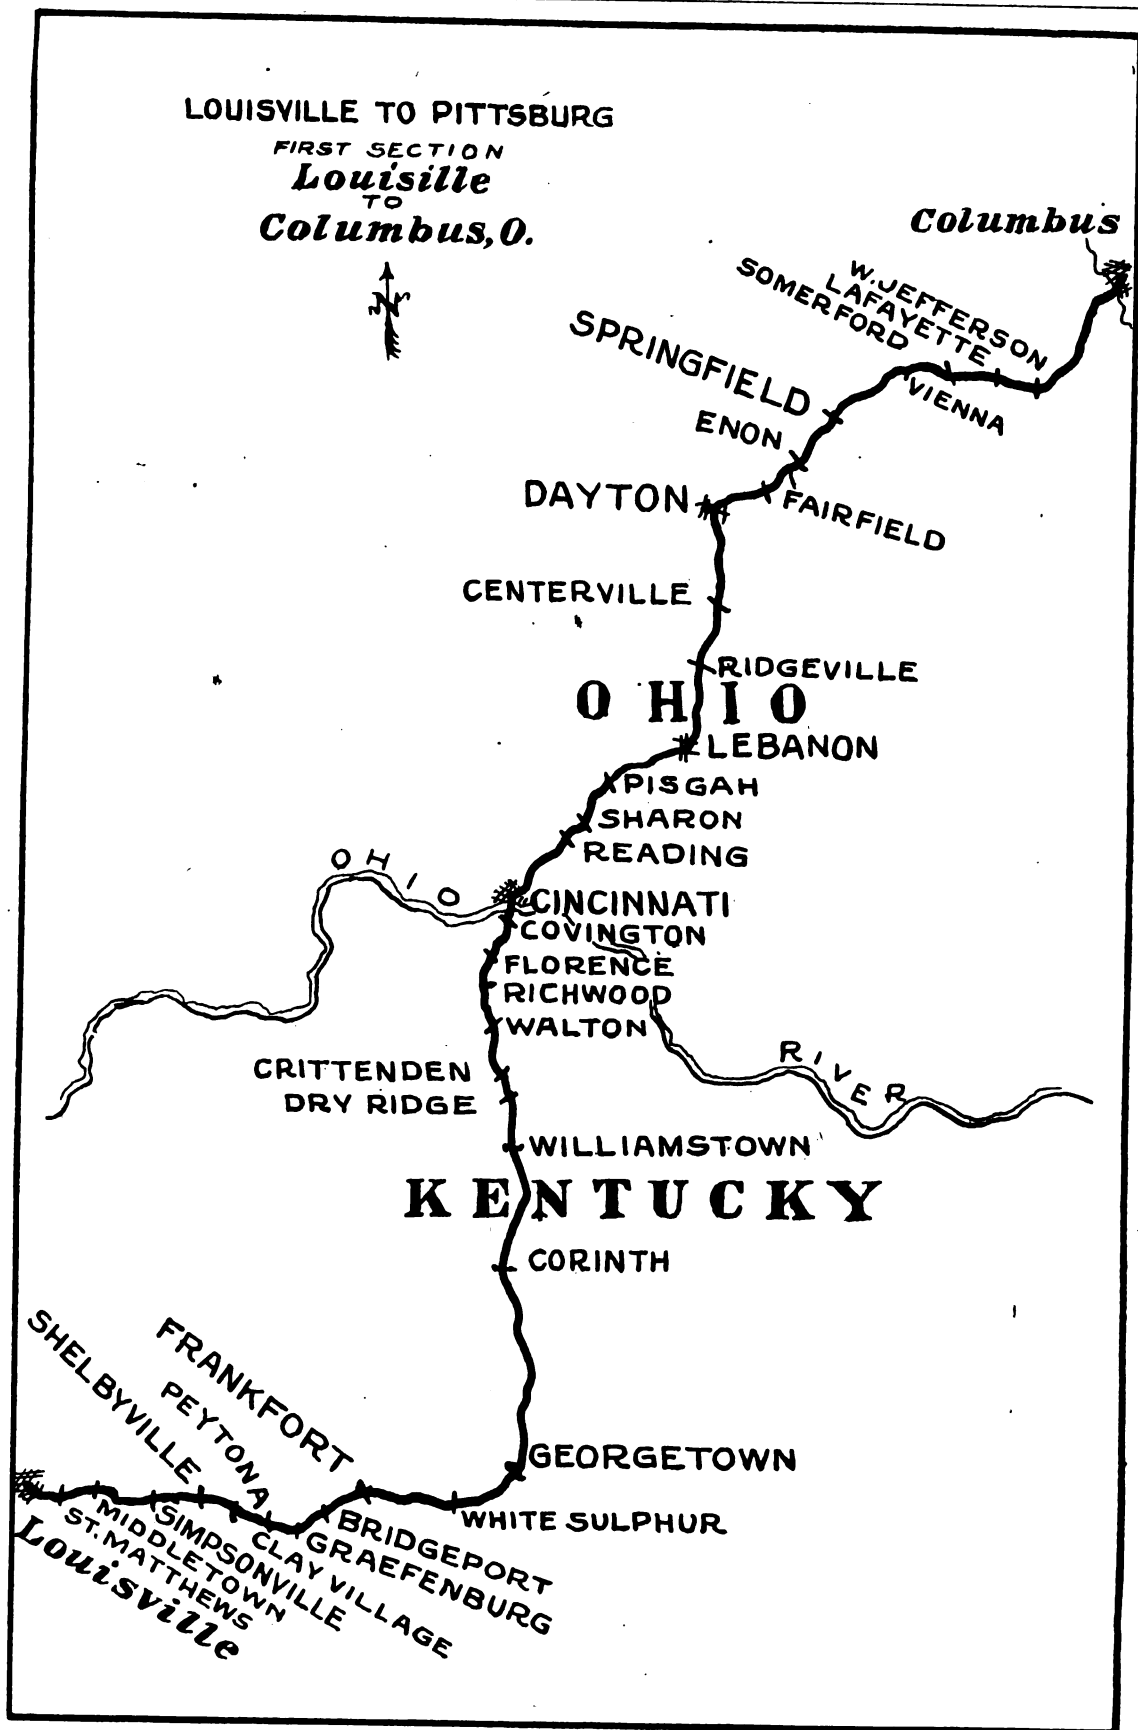 LOUISVILLE TO PITTSBURG
FIRST SECTION
Louisille
TO
Columbus, O.
N
Columbus
W. JEFFERSON
LAFAYETTE
SOMERFORD
VIENNA
SPRINGFIELD
ENON
FAIRFIELD
DAYTON
CENTERVILLE
RIDGEVILLE
OHIO
LEBANON
PISGAH
SHARON
READING
OHIO
CINCINNATI
COVINGTON
FLORENCE
RICHWOOD
WALTON
RIVER
CRITTENDEN
DRY RIDGE
WILLIAMSTOWN
KENTUCKY
CORINTH
GEORGETOWN
WHITE SULPHUR
FRANKFORT
PEYTONA
SHELBYVILLE
BRIDGEPORT
GRAEFENBURG
CLAY VILLAGE
SIMPSONVILLE
MIDDLETOWN
ST. MATTHEWS
Louisville